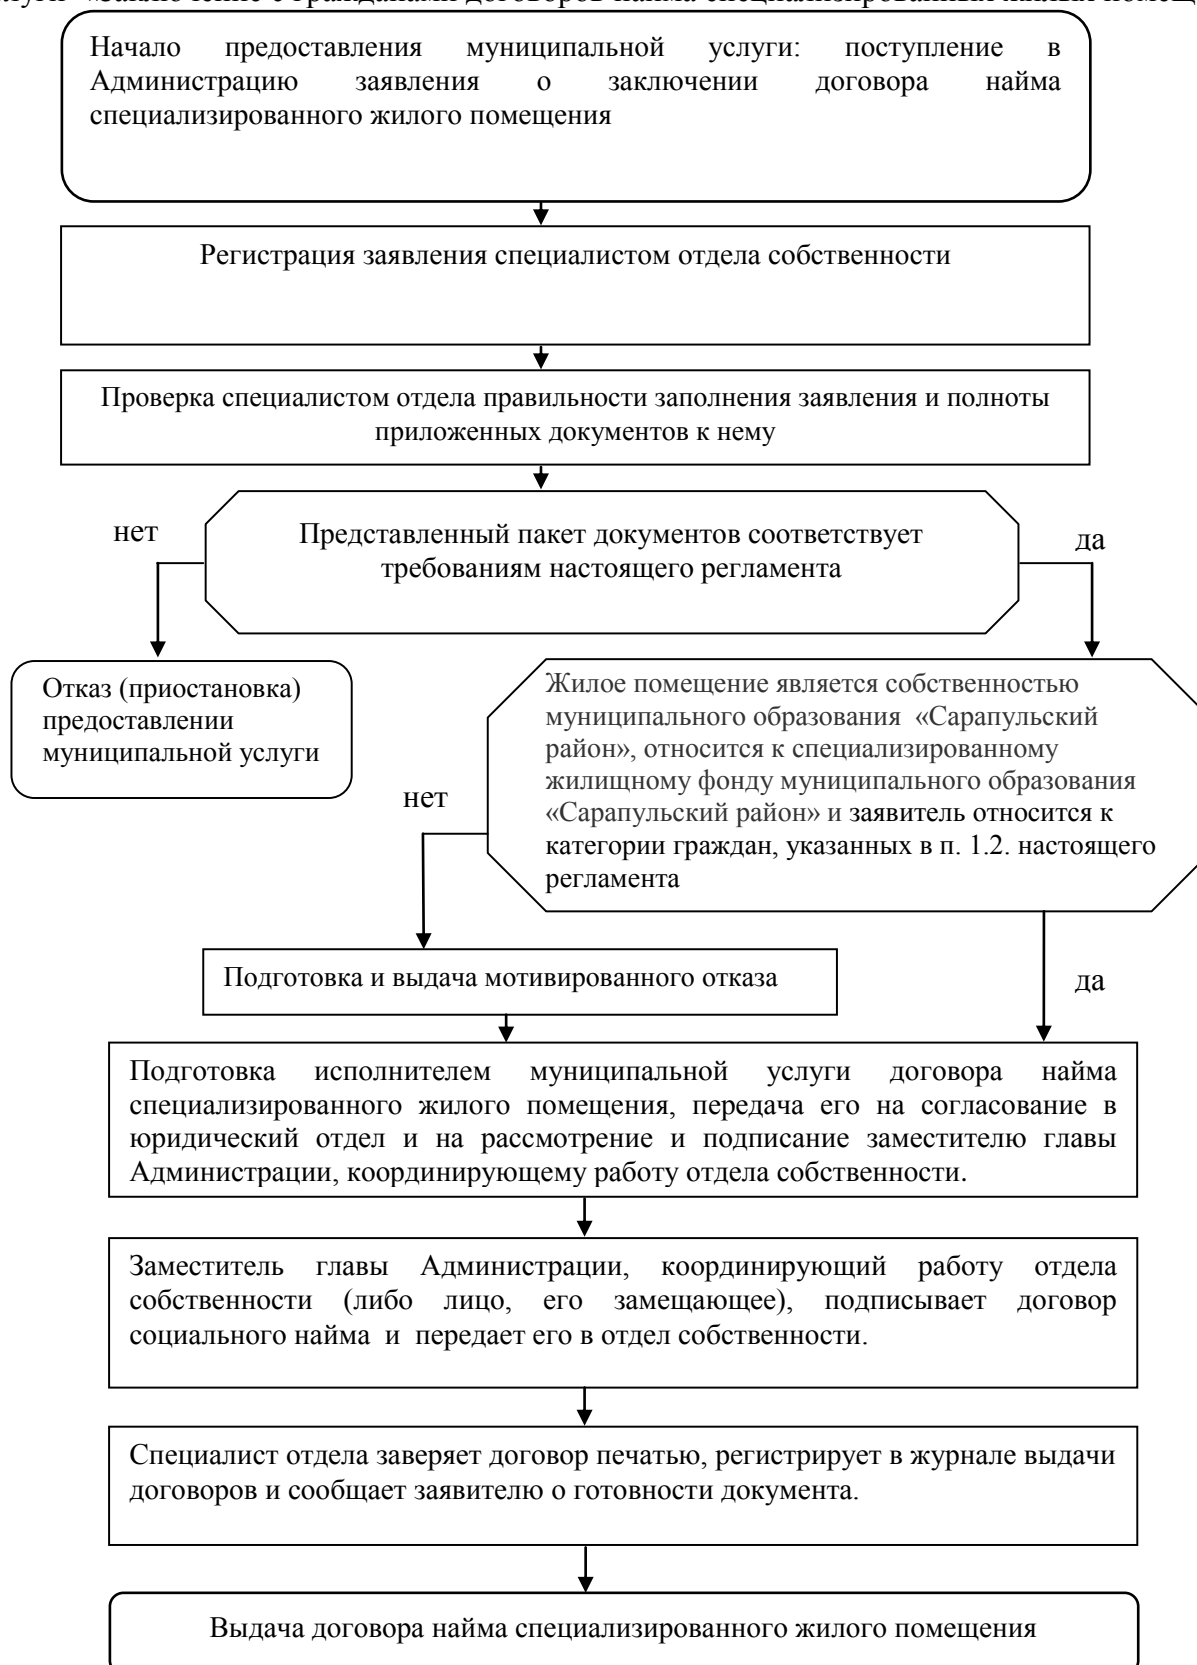 «Заключение с гражданами договоров найма специализированных жилых
Начало предоставления муниципальной услуги: поступление в
Администрацию заявления о заключении договора найма
специализированного жилого помещения
Регистрация заявления специалистом отдела собственности
Проверка специалистом отдела правильности заполнения заявления и полноты
приложенных документов к нему
нет
Представленный пакет документов соответствует
требованиям настоящего регламента
да
Отказ (приостановка)
предоставлении
муниципальной услуги
Жилое помещение является собственностью
муниципального образования «Сарапульский
район», относится к специализированному
жилищному фонду муниципального образования
«Сарапульский район» и заявитель относится к
категории граждан, указанных в п. 1.2. настоящего
регламента
нет
Подготовка и выдача мотивированного отказа
да
Подготовка исполнителем муниципальной услуги договора найма
специализированного жилого помещения, передача его на согласование в
юридический отдел и на рассмотрение и подписание заместителю главы
Администрации, координирующему работу отдела собственности.
Заместитель главы Администрации, координирующий работу отдела
собственности (либо лицо, его замещающее), подписывает договор
социального найма и передает его в отдел собственности.
Специалист отдела заверяет договор печатью, регистрирует в журнале выдачи
договоров и сообщает заявителю о готовности документа.
Выдача договора найма специализированного жилого помещения